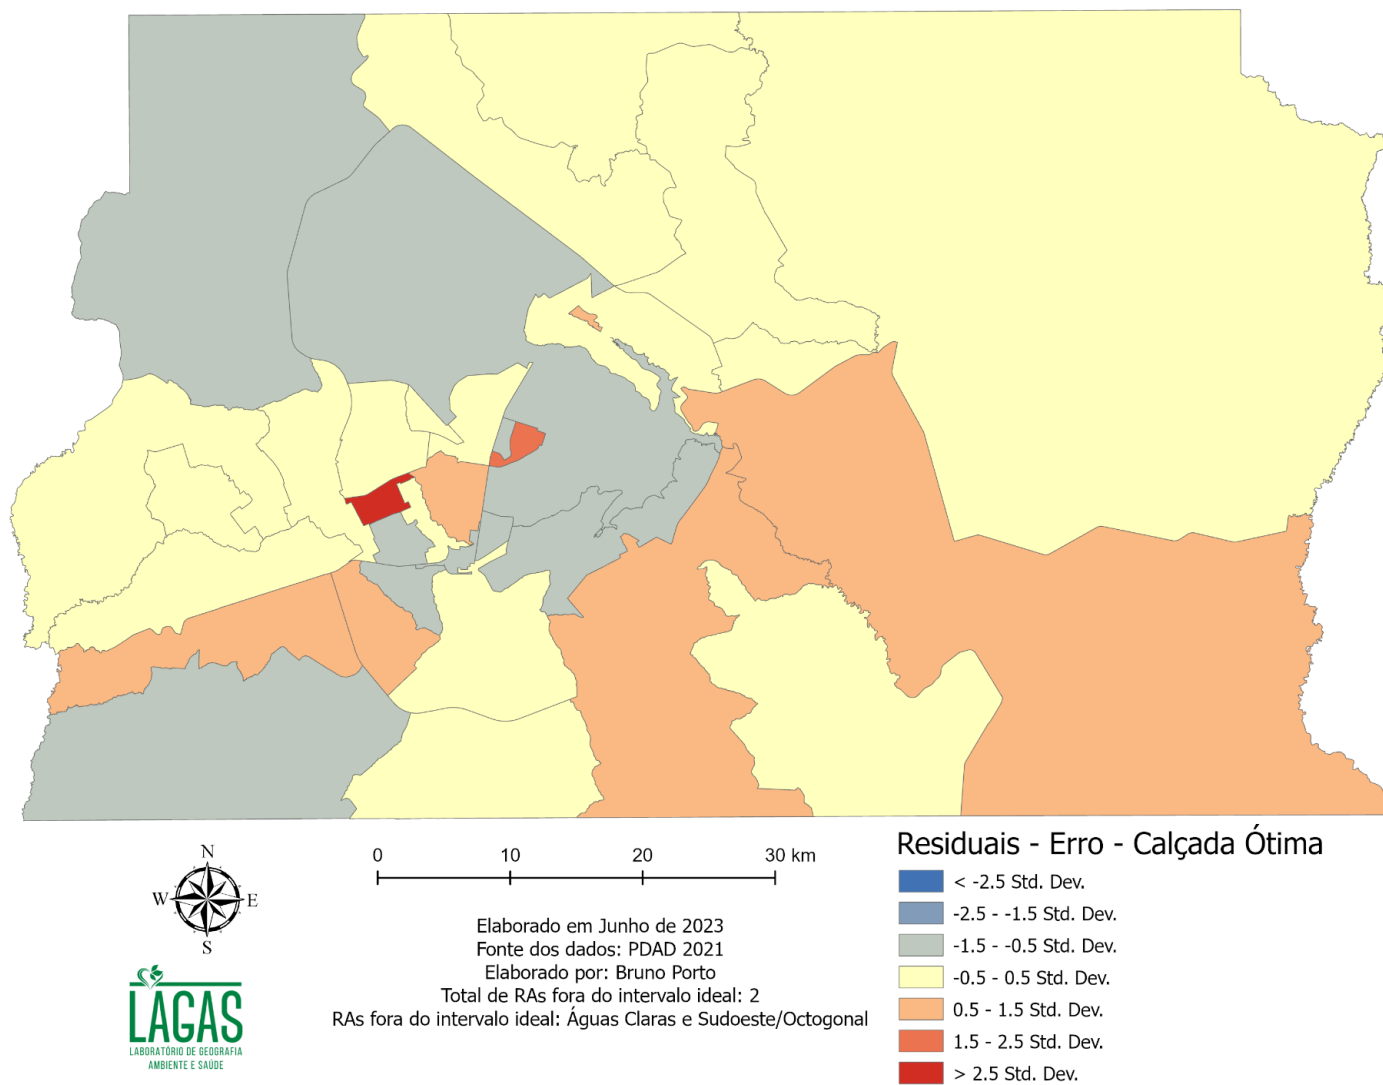 N
W E
S
0 10 20 30 km
Elaborado em Junho de 2023
Fonte dos dados: PDAD 2021
Elaborado por: Bruno Porto
Total de RAs fora do intervalo ideal: 2
RAs fora do intervalo ideal: Águas Claras e Sudoeste/Octogonal
LAGAS
LABORATÓRIO DE GEOGRAFIA
AMBIENTE E SAÚDE
Residuais - Erro - Calçada Ótima
< -2.5 Std. Dev.
-2.5 - -1.5 Std. Dev.
-1.5 - -0.5 Std. Dev.
-0.5 - 0.5 Std. Dev.
0.5 - 1.5 Std. Dev.
1.5 - 2.5 Std. Dev.
> 2.5 Std. Dev.